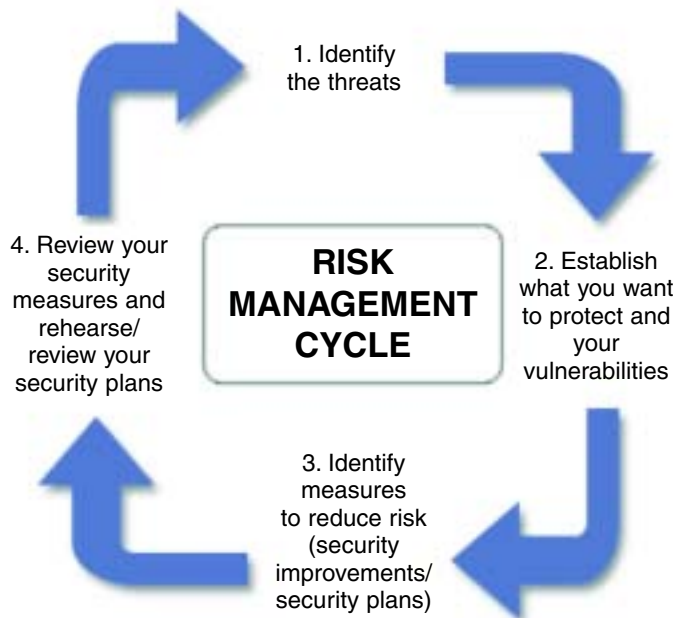 1. Identify
the threats
2. Establish
what you want
to protect and
your
vulnerabilities
3. Identify
measures
to reduce risk
(security
improvements/
security plans)
4. Review your
security
measures and
rehearse/
review your
security plans
RISK
MANAGEMENT
CYCLE